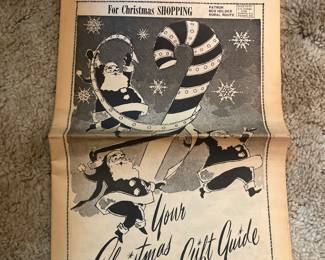 For Christmas SHOPPING
PATRON
BOX HOLDER
RURAL ROUTE
Your
Christmas
Gift Guide